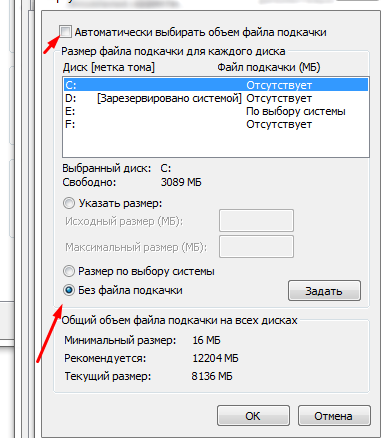 Автоматически выбирать объем файла подкачки
Размер файла подкачки для каждого диска
Диск [метка тома] Файл подкачки (МБ)
C: Отсутствует
D: [Зарезервировано системой] Отсутствует
E: По выбору системы
F: Отсутствует
Выбранный диск: C:
Свободно: 3089 МБ
Указать размер:
Исходный размер (МБ):
Максимальный размер (МБ):
Размер по выбору системы
Без файла подкачки Задать
Общий объем файла подкачки на всех дисках
Минимальный размер: 16 МБ
Рекомендуется: 12204 МБ
Текущий размер: 8136 МБ
ОК Отмена